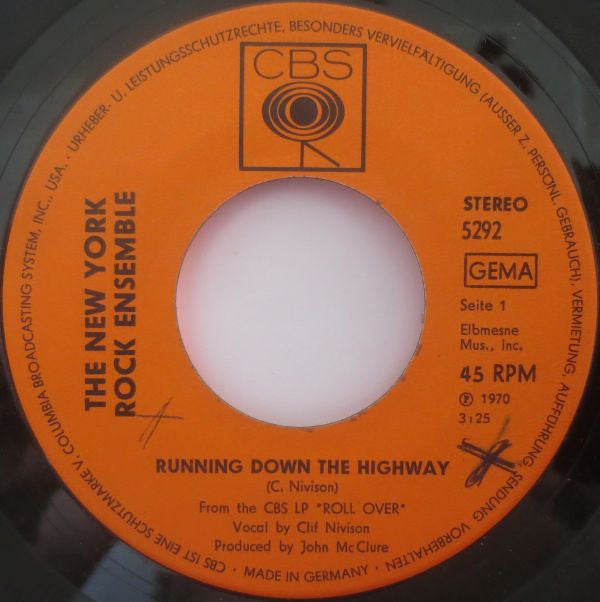 CBS
STEREO
5292
GEMA
Seite 1
Elbmesne
Mus., Inc.
45 RPM
Ⓟ 1970
3:25
THE NEW YORK
ROCK ENSEMBLE
RUNNING DOWN THE HIGHWAY
(C. Nivison)
From the CBS LP "ROLL OVER"
Vocal by Clif Nivison
Produced by John Mc Clure
CBS IST EINE SCHUTZMARKE V. COLUMBIA BROADCASTING SYSTEM, INC., USA. · URHEBER- U. LEISTUNGSSCHUTZRECHTE, BESONDERS VERVIELFÄLTIGUNG (AUSSER Z. PERSÖNL. GEBRAUCH), VERMIETUNG, AUFFÜHRUNG, SENDUNG VORBEHALTEN · MADE IN GERMANY ·